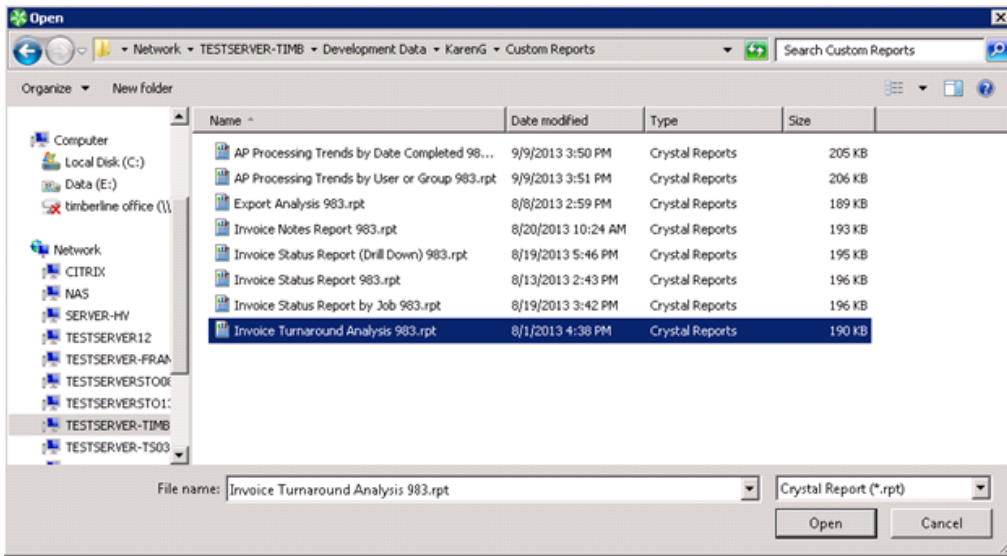 Open
Network TESTSERVER-TIMB Development Data KarenG Custom Reports
Search Custom Reports
Organize New folder
Computer
Local Disk (C:)
Data (E:)
timberline office (\\
Network
CITRIX
NAS
SERVER-HV
TESTSERVER12
TESTSERVER-FRAN
TESTSERVERSTO08
TESTSERVERSTO13
TESTSERVER-TIMB
TESTSERVER-TS03
Name Date modified Type Size
AP Processing Trends by Date Completed 98... 9/9/2013 3:50 PM Crystal Reports 205 KB
AP Processing Trends by User or Group 983.rpt 9/9/2013 3:51 PM Crystal Reports 206 KB
Export Analysis 983.rpt 8/8/2013 2:59 PM Crystal Reports 189 KB
Invoice Notes Report 983.rpt 8/20/2013 10:24 AM Crystal Reports 193 KB
Invoice Status Report (Drill Down) 983.rpt 8/19/2013 5:46 PM Crystal Reports 195 KB
Invoice Status Report 983.rpt 8/13/2013 2:43 PM Crystal Reports 196 KB
Invoice Status Report by Job 983.rpt 8/19/2013 3:42 PM Crystal Reports 196 KB
Invoice Turnaround Analysis 983.rpt 8/1/2013 4:38 PM Crystal Reports 190 KB
File name: Invoice Turnaround Analysis 983.rpt
Crystal Report (*.rpt)
Open Cancel